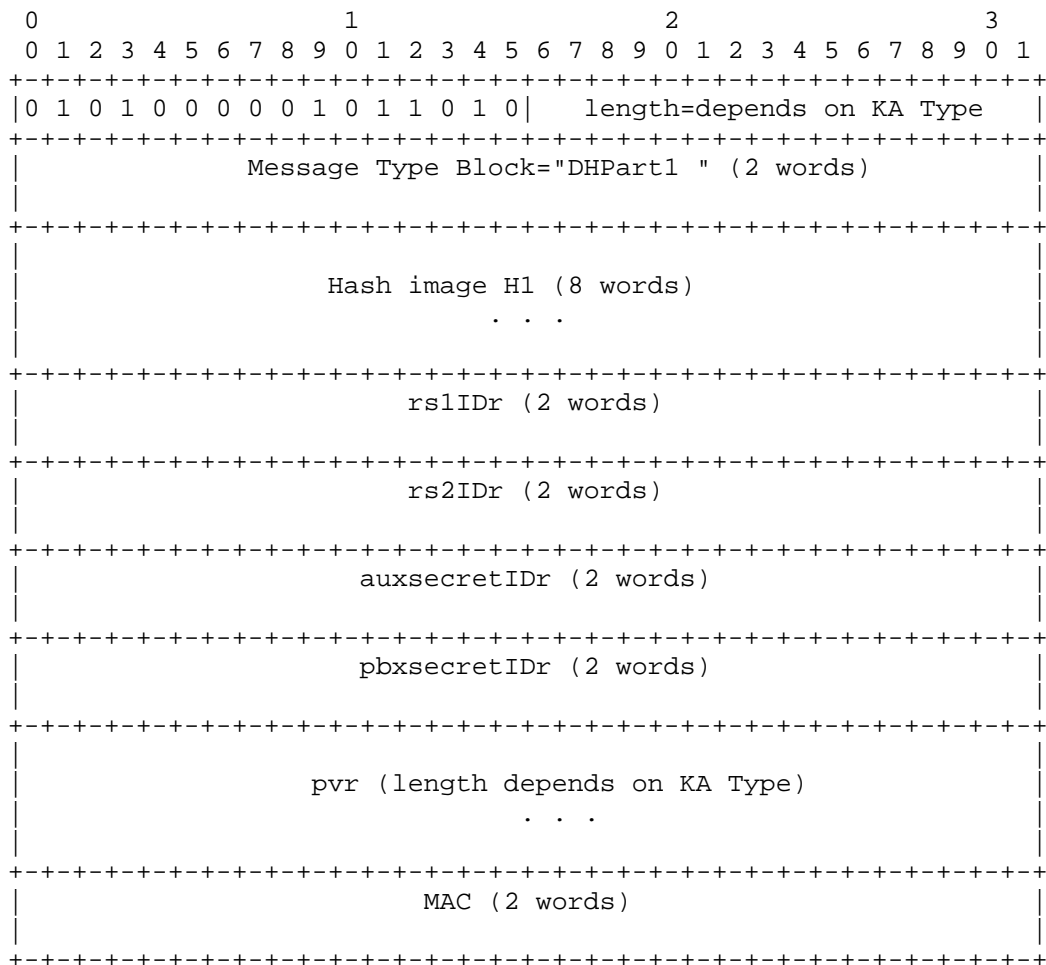 0                   1                   2                   3
 0 1 2 3 4 5 6 7 8 9 0 1 2 3 4 5 6 7 8 9 0 1 2 3 4 5 6 7 8 9 0 1
+-+-+-+-+-+-+-+-+-+-+-+-+-+-+-+-+-+-+-+-+-+-+-+-+-+-+-+-+-+-+-+-+
|0 1 0 1 0 0 0 0 0 1 0 1 1 0 1 0|   length=depends on KA Type   |
+-+-+-+-+-+-+-+-+-+-+-+-+-+-+-+-+-+-+-+-+-+-+-+-+-+-+-+-+-+-+-+-+
|              Message Type Block="DHPart1 " (2 words)          |
|                                                               |
+-+-+-+-+-+-+-+-+-+-+-+-+-+-+-+-+-+-+-+-+-+-+-+-+-+-+-+-+-+-+-+-+
|                                                               |
|                   Hash image H1 (8 words)                     |
|                             . . .                             |
|                                                               |
+-+-+-+-+-+-+-+-+-+-+-+-+-+-+-+-+-+-+-+-+-+-+-+-+-+-+-+-+-+-+-+-+
|                        rs1IDr (2 words)                       |
|                                                               |
+-+-+-+-+-+-+-+-+-+-+-+-+-+-+-+-+-+-+-+-+-+-+-+-+-+-+-+-+-+-+-+-+
|                        rs2IDr (2 words)                       |
|                                                               |
+-+-+-+-+-+-+-+-+-+-+-+-+-+-+-+-+-+-+-+-+-+-+-+-+-+-+-+-+-+-+-+-+
|                     auxsecretIDr (2 words)                    |
|                                                               |
+-+-+-+-+-+-+-+-+-+-+-+-+-+-+-+-+-+-+-+-+-+-+-+-+-+-+-+-+-+-+-+-+
|                     pbxsecretIDr (2 words)                    |
|                                                               |
+-+-+-+-+-+-+-+-+-+-+-+-+-+-+-+-+-+-+-+-+-+-+-+-+-+-+-+-+-+-+-+-+
|                                                               |
|                  pvr (length depends on KA Type)              |
|                               . . .                           |
|                                                               |
+-+-+-+-+-+-+-+-+-+-+-+-+-+-+-+-+-+-+-+-+-+-+-+-+-+-+-+-+-+-+-+-+
|                         MAC (2 words)                         |
|                                                               |
+-+-+-+-+-+-+-+-+-+-+-+-+-+-+-+-+-+-+-+-+-+-+-+-+-+-+-+-+-+-+-+-+